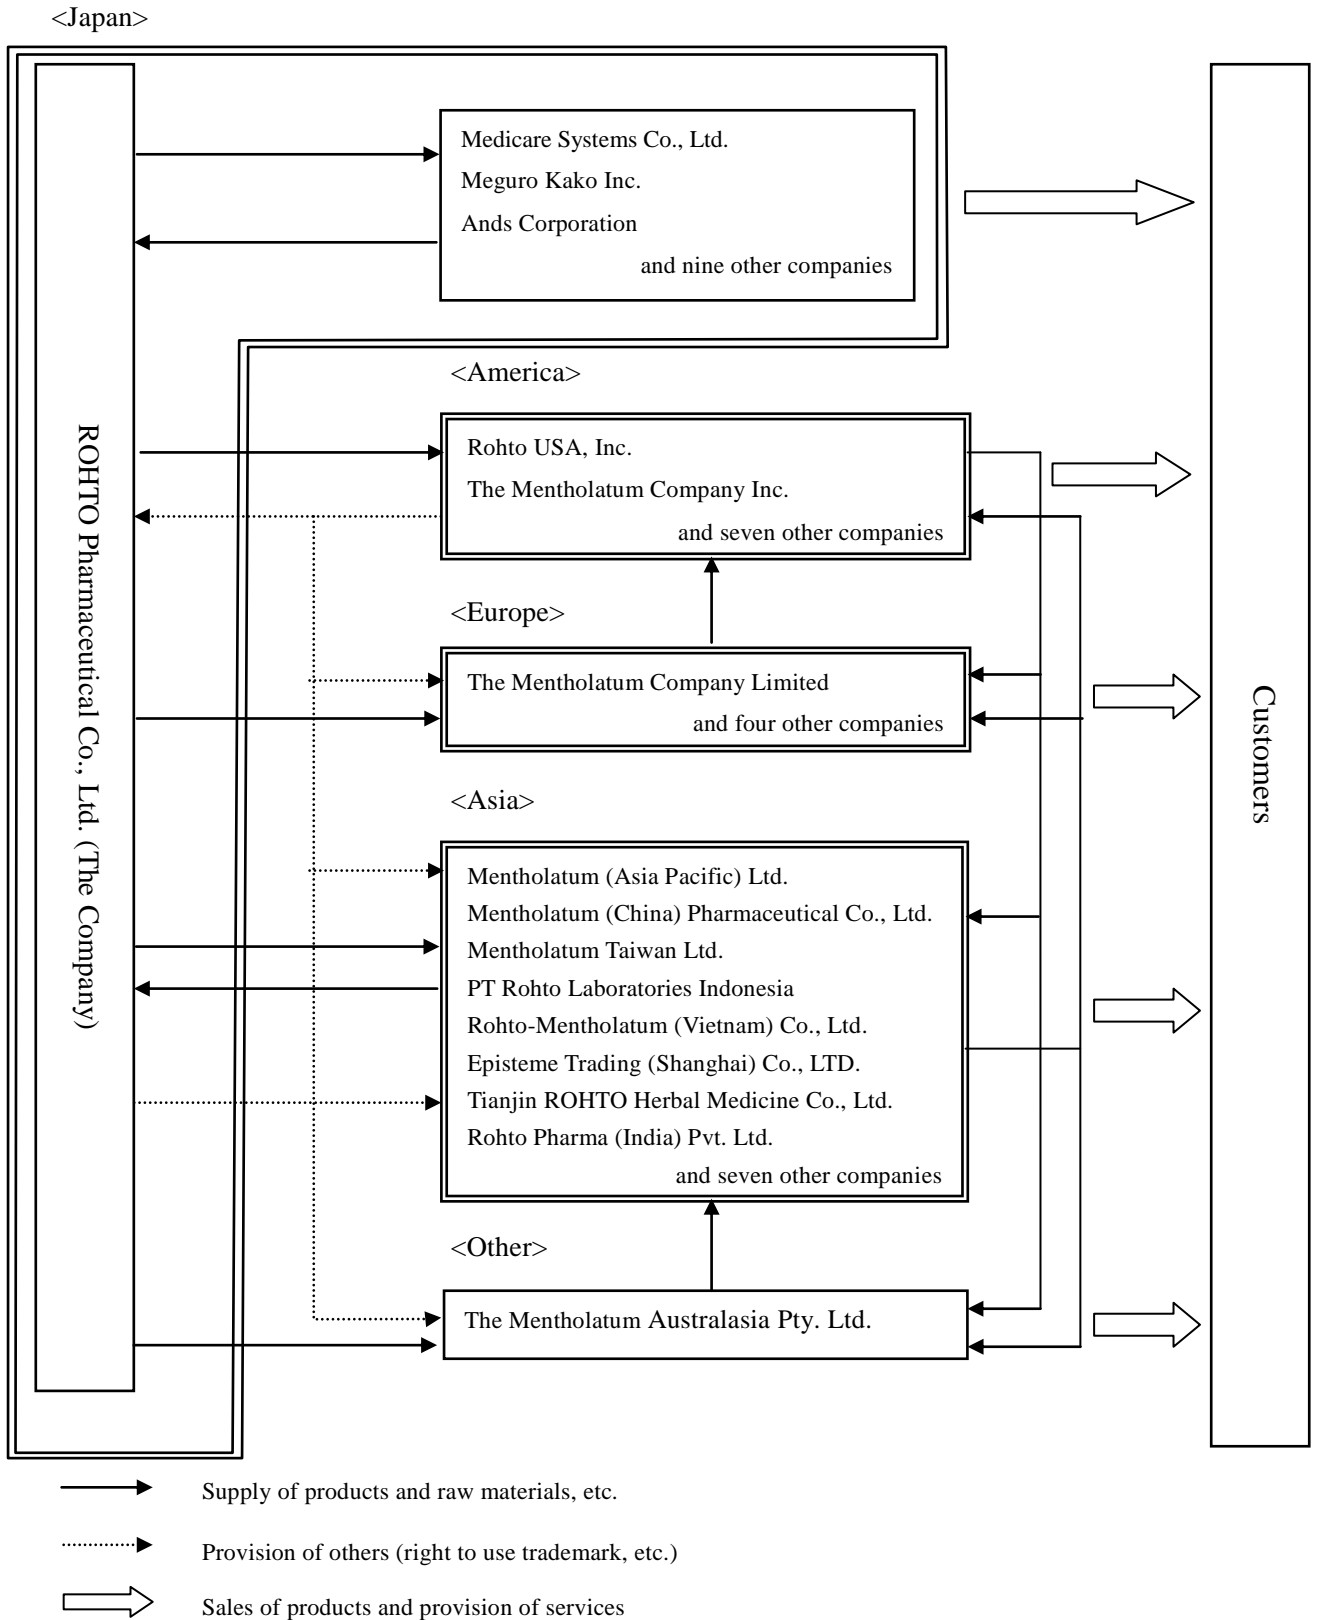 <Japan>
Medicare Systems Co., Ltd.
Meguro Kako Inc.
Ands Corporation
and nine other companies
<America>
ROHTO Pharmaceutical Co., Ltd. (The Company)
Rohto USA, Inc.
The Mentholatum Company Inc.
and seven other companies
<Europe>
The Mentholatum Company Limited
and four other companies
Customers
<Asia>
Mentholatum (Asia Pacific) Ltd.
Mentholatum (China) Pharmaceutical Co., Ltd.
Mentholatum Taiwan Ltd.
PT Rohto Laboratories Indonesia
Rohto-Mentholatum (Vietnam) Co., Ltd.
Episteme Trading (Shanghai) Co., LTD.
Tianjin ROHTO Herbal Medicine Co., Ltd.
Rohto Pharma (India) Pvt. Ltd.
and seven other companies
<Other>
The Mentholatum Australasia Pty. Ltd.
Supply of products and raw materials, etc.
Provision of others (right to use trademark, etc.)
Sales of products and provision of services